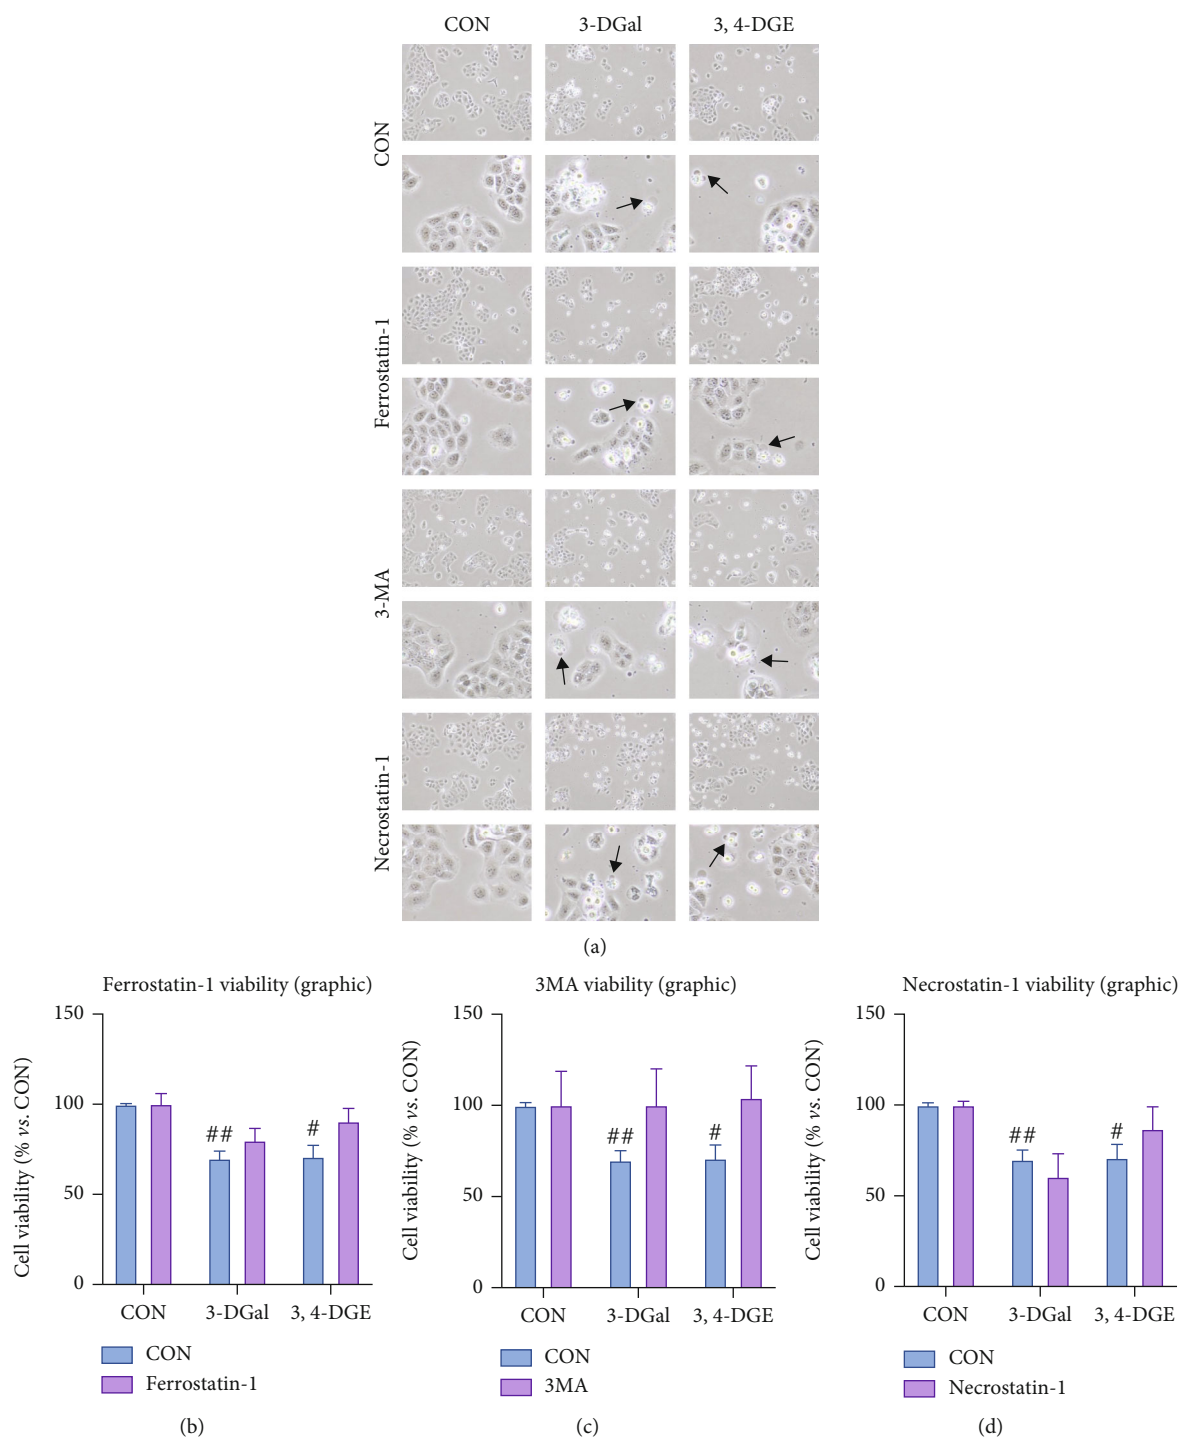 CON 3-DGal 3, 4-DGE
CON
Ferrostatin-1
3-MA
Necrostatin-1
(a)
Ferrostatin-1 viability (graphic)
Cell viability (% vs. CON)
150
100
50
0
##
#
CON 3-DGal 3, 4-DGE
CON
Ferrostatin-1
(b)
3MA viability (graphic)
Cell viability (% vs. CON)
150
100
50
0
##
#
CON 3-DGal 3, 4-DGE
CON
3MA
(c)
Necrostatin-1 viability (graphic)
Cell viability (% vs. CON)
150
100
50
0
##
#
CON 3-DGal 3, 4-DGE
CON
Necrostatin-1
(d)